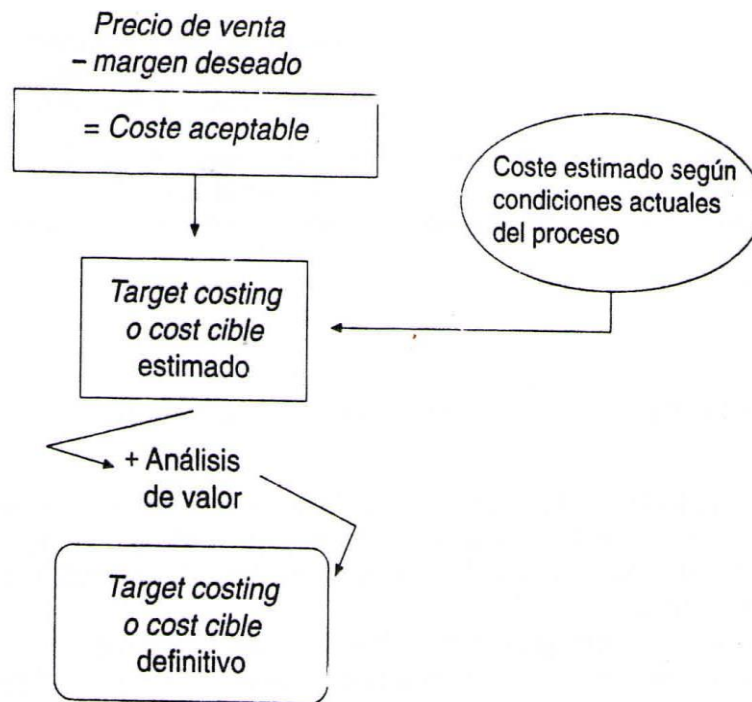 Precio de venta
– margen deseado
= Coste aceptable
Coste estimado según
condiciones actuales
del proceso
Target costing
o cost cible
estimado
+ Análisis
de valor
Target costing
o cost cible
definitivo